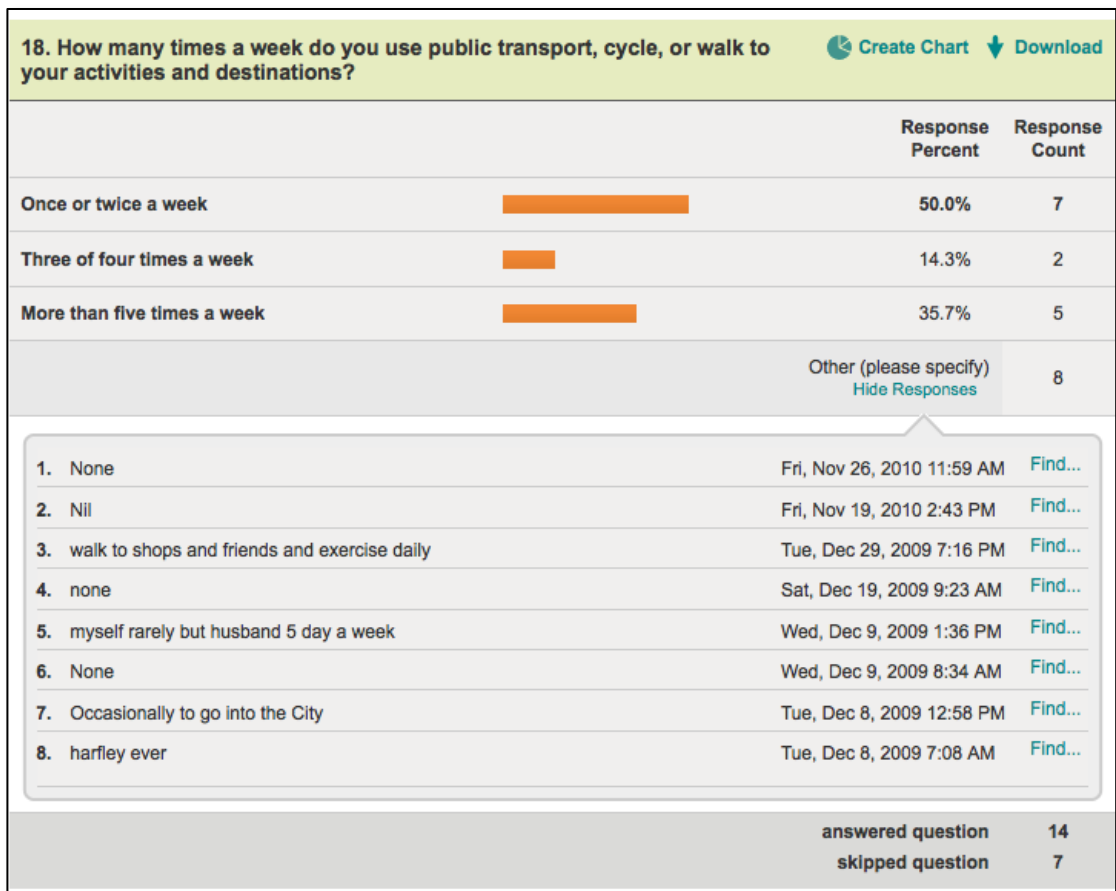 18. How many times a week do you use public transport, cycle, or walk to
your activities and destinations?
Create Chart Download
Response Percent Response Count
Once or twice a week 50.0% 7
Three of four times a week 14.3% 2
More than five times a week 35.7% 5
Other (please specify) 8
Hide Responses
1. None Fri, Nov 26, 2010 11:59 AM Find...
2. Nil Fri, Nov 19, 2010 2:43 PM Find...
3. walk to shops and friends and exercise daily Tue, Dec 29, 2009 7:16 PM Find...
4. none Sat, Dec 19, 2009 9:23 AM Find...
5. myself rarely but husband 5 day a week Wed, Dec 9, 2009 1:36 PM Find...
6. None Wed, Dec 9, 2009 8:34 AM Find...
7. Occasionally to go into the City Tue, Dec 8, 2009 12:58 PM Find...
8. harfley ever Tue, Dec 8, 2009 7:08 AM Find...
answered question 14
skipped question 7